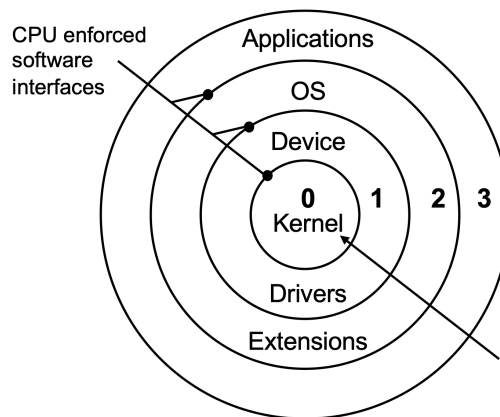 CPU enforced
software
interfaces
Applications
OS
Device
0 1 2 3
Kernel
Drivers
Extensions